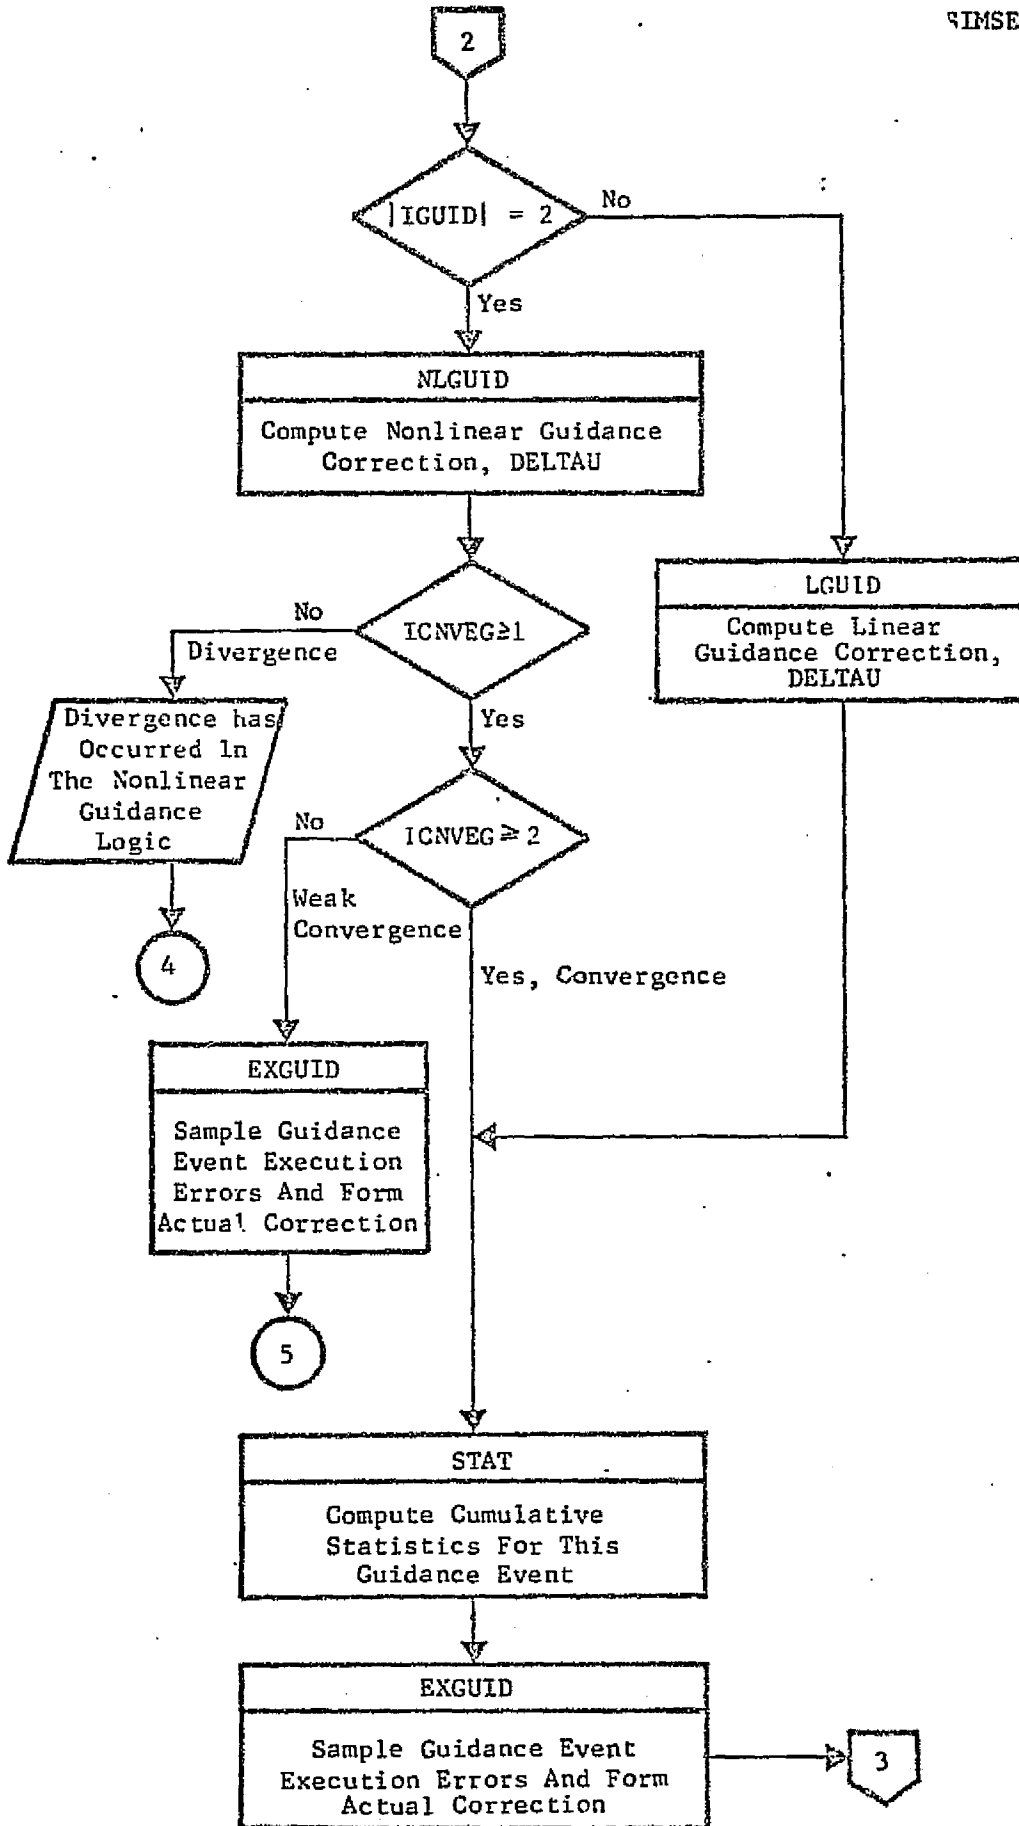 SIMSE
2
|IGUID| = 2
No
Yes
NLGUID
Compute Nonlinear Guidance
Correction, DELTAU
ICNVEG≥1
No
Divergence
Yes
LGUID
Compute Linear
Guidance Correction,
DELTAU
Divergence has
Occurred In
The Nonlinear
Guidance
Logic
4
ICNVEG ≥ 2
No
Weak
Convergence
Yes, Convergence
EXGUID
Sample Guidance
Event Execution
Errors And Form
Actual Correction
5
STAT
Compute Cumulative
Statistics For This
Guidance Event
EXGUID
Sample Guidance Event
Execution Errors And Form
Actual Correction
3